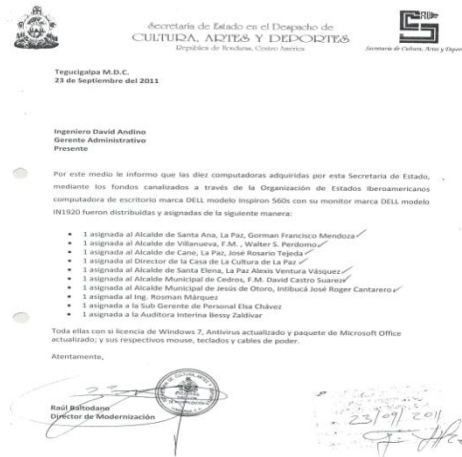 Secretaría de Estado en el Despacho de
CULTURA, ARTES Y DEPORTES
República de Honduras, Centro América
Secretaría de Cultura, Artes y Deportes
Tegucigalpa M.D.C.
23 de Septiembre del 2011
Ingeniero David Andino
Gerente Administrativo
Presente
Por este medio le informo que las diez computadoras adquiridas por esta Secretaria de Estado,
mediante los fondos canalizados a través de la Organización de Estados Iberoamericanos
computadora de escritorio marca DELL modelo Inspiron 560s con su monitor marca DELL modelo
IN1920 fueron distribuidas y asignadas de la siguiente manera:
• 1 asignada al Alcalde de Santa Ana, La Paz, Gorman Francisco Mendoza
• 1 asignada al Alcalde de Villanueva, F.M. , Walter S. Perdomo
• 1 asignada al Alcalde de Cane, La Paz, José Rosario Tejeda
• 1 asignada al Director de la Casa de La Cultura de La Paz
• 1 asignada al Alcalde de Santa Elena, La Paz Alexis Ventura Vásquez
• 1 asignada al Alcalde Municipal de Cedros, F.M. David Castro Suarez
• 1 asignada al Alcalde Municipal de Jesús de Otoro, Intibucá José Roger Cantarero
• 1 asignada al Ing. Rosman Márquez
• 1 asignada a la Sub Gerente de Personal Elsa Chávez
• 1 asignada a la Auditora Interina Bessy Zaldivar
Toda ellas con si licencia de Windows 7, Antivirus actualizado y paquete de Microsoft Office
actualizado; y sus respectivos mouse, teclados y cables de poder.
Atentamente,
Raúl Baltodano
Director de Modernización
23/09/2011